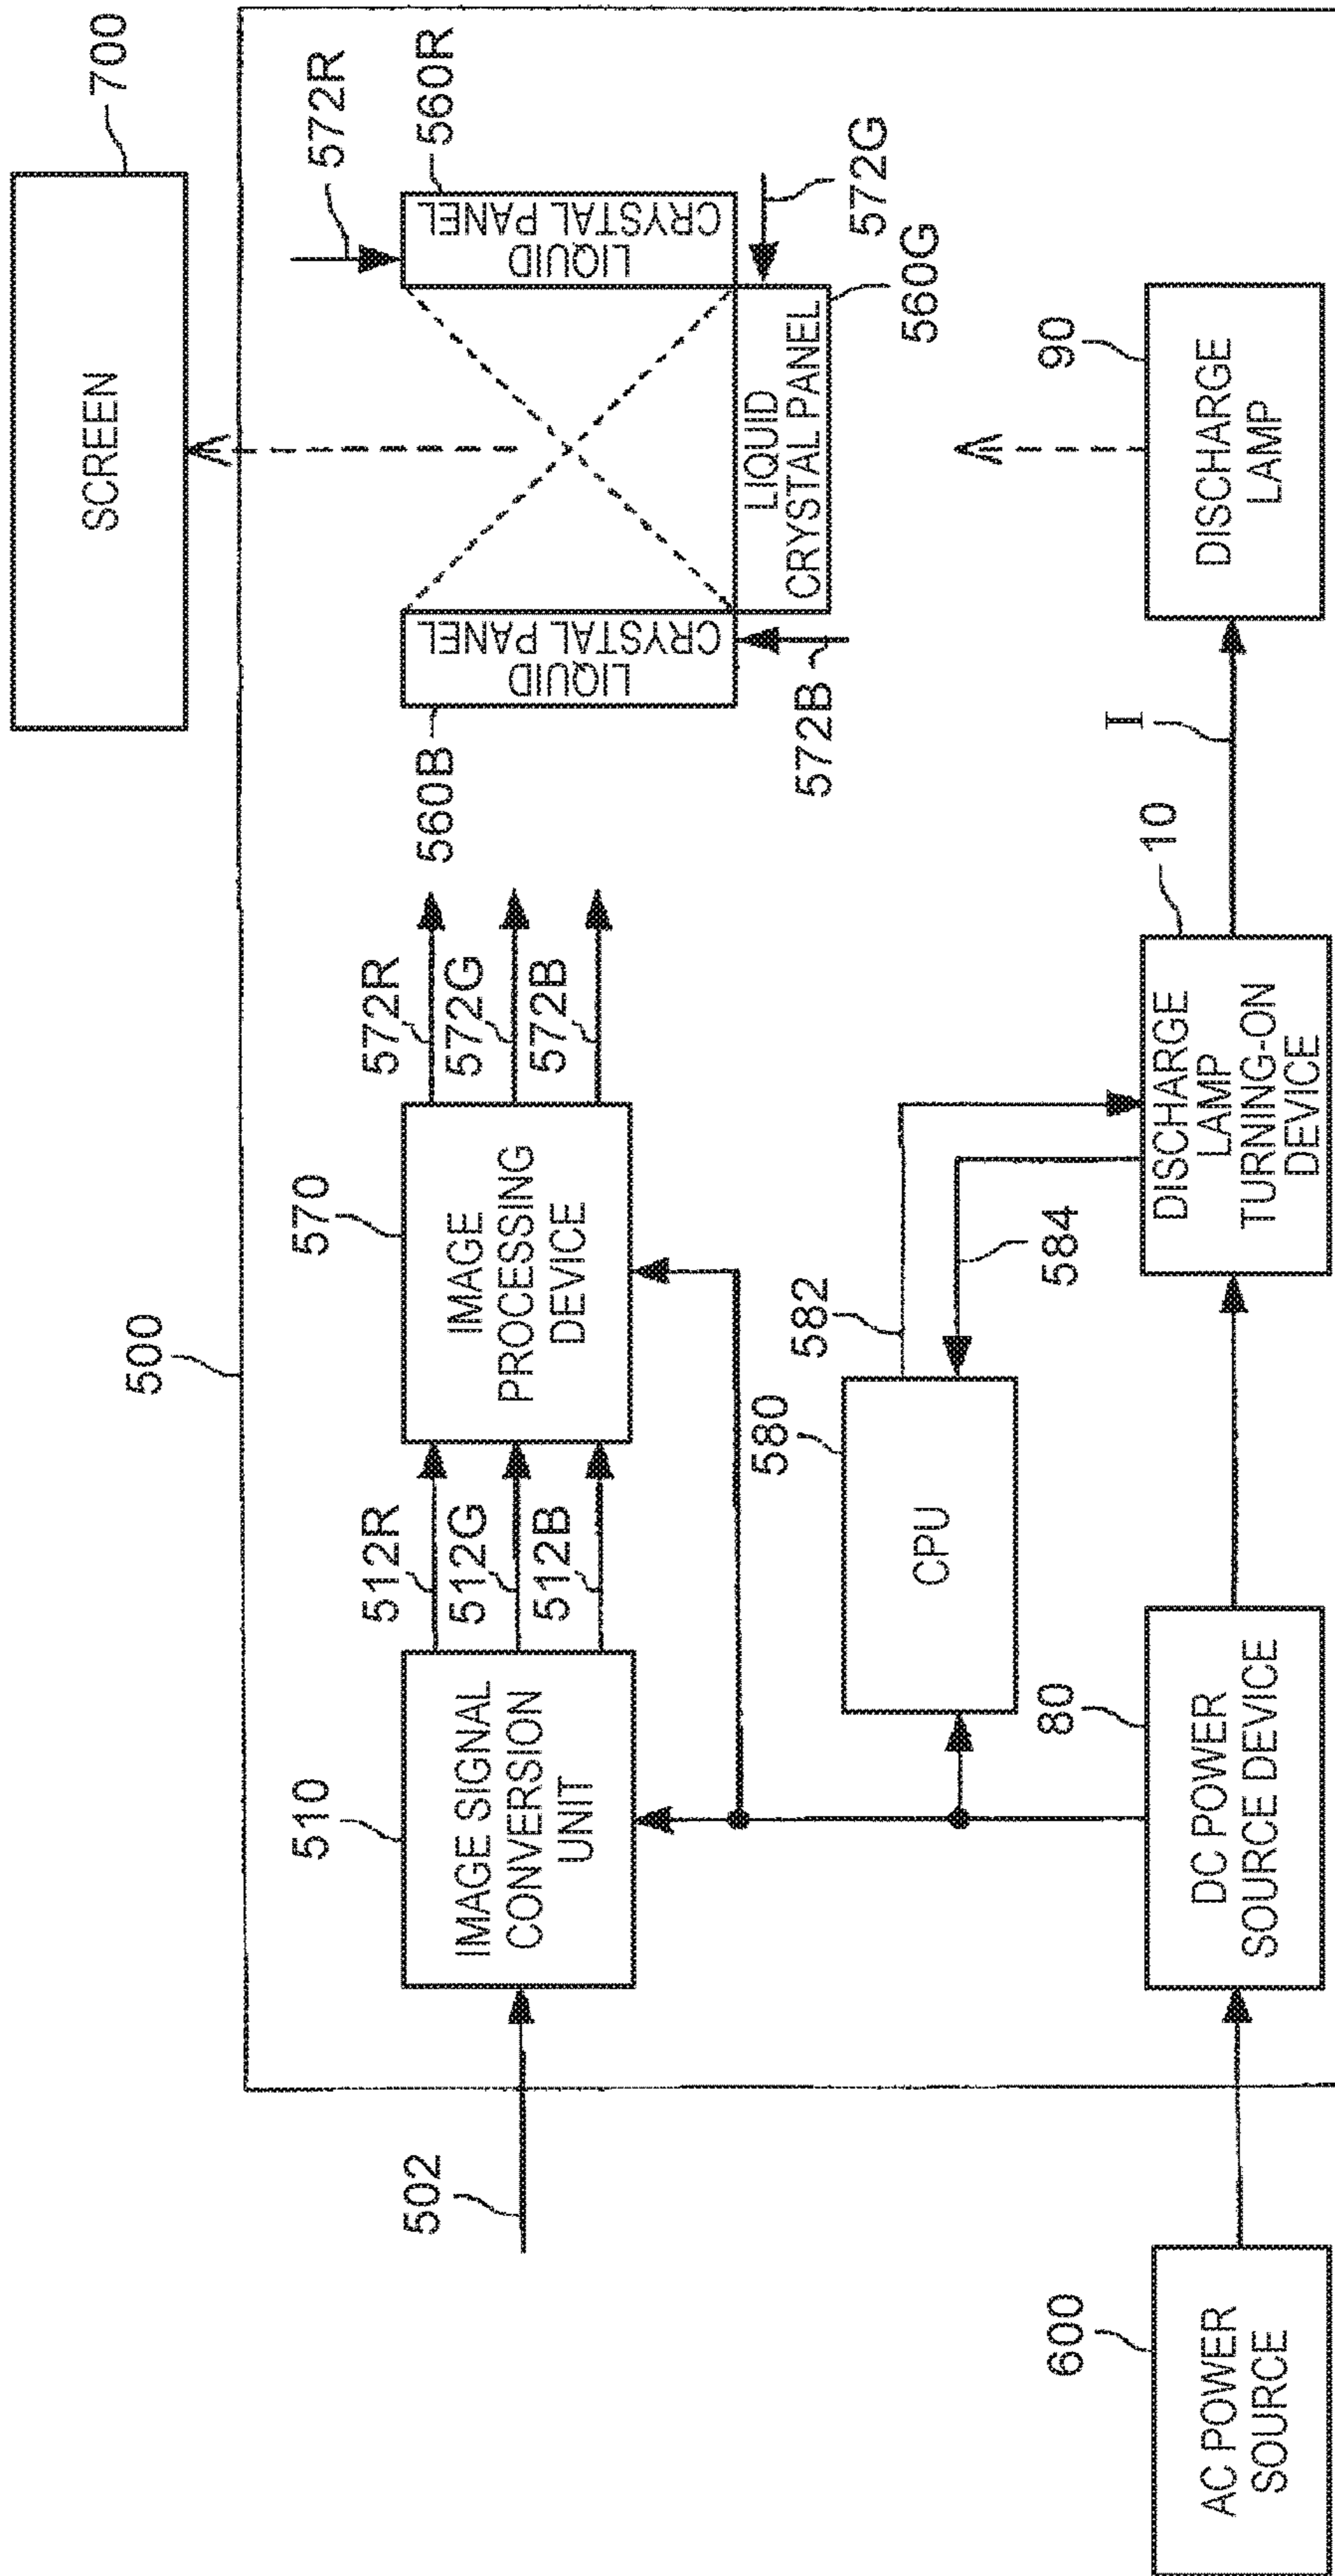 SCREEN
700
500
502
510
IMAGE SIGNAL
CONVERSION
UNIT
512R
512G
512B
570
IMAGE
PROCESSING
DEVICE
572R
572G
572B
560B
LIQUID
CRYSTAL PANEL
572B
572R
LIQUID
CRYSTAL PANEL
560R
572G
LIQUID
CRYSTAL PANEL
560G
580
CPU
582
584
600
AC POWER
SOURCE
80
DC POWER
SOURCE DEVICE
10
DISCHARGE
LAMP
TURNING-ON
DEVICE
I
90
DISCHARGE
LAMP